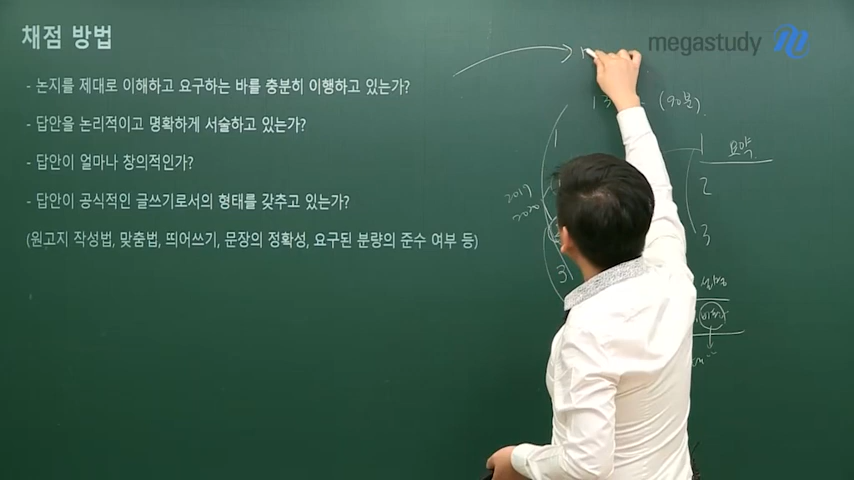 채점 방법
- 논지를 제대로 이해하고 요구하는 바를 충분히 이행하고 있는가?
- 답안을 논리적이고 명확하게 서술하고 있는가?
- 답안이 얼마나 창의적인가?
- 답안이 공식적인 글쓰기로서의 형태를 갖추고 있는가?
(원고지 작성법, 맞춤법, 띄어쓰기, 문장의 정확성, 요구된 분량의 준수 여부 등)
megastudy
(90분)
1
1 요약
2
2019
2020
3
3